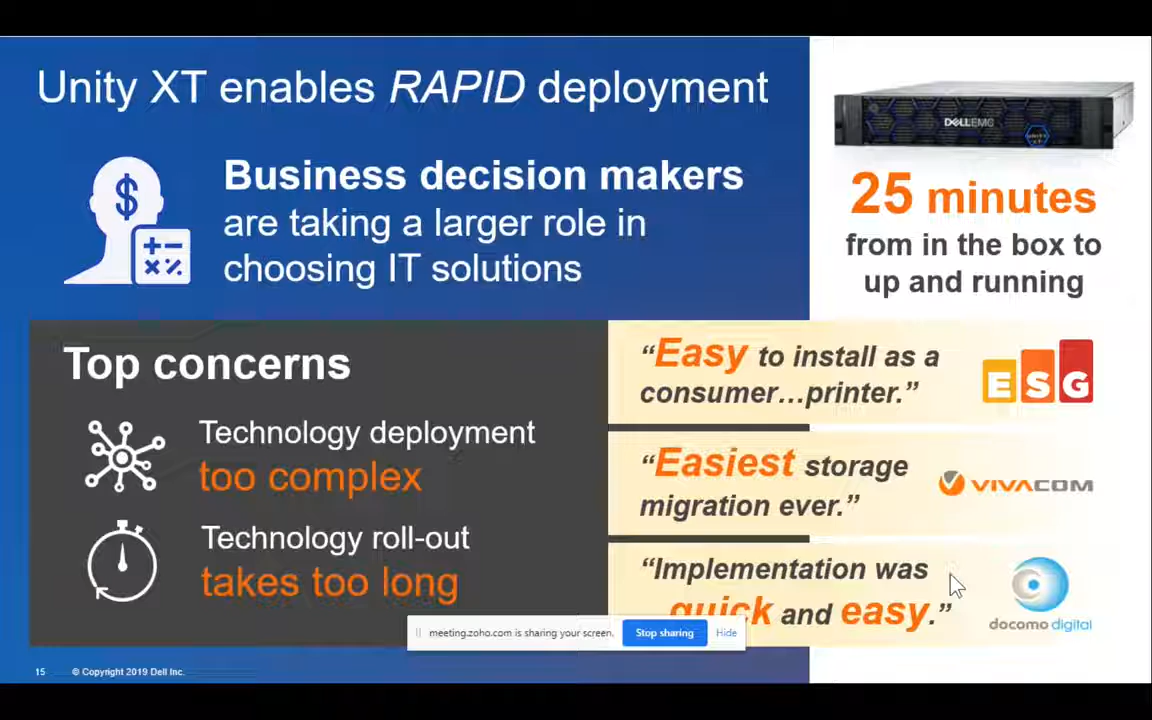 Unity XT enables RAPID deployment
$
Business decision makers
are taking a larger role in
choosing IT solutions
DELLEMC
UNITY
XT
25 minutes
from in the box to
up and running
Top concerns
Technology deployment
too complex
Technology roll-out
takes too long
“Easy to install as a
consumer…printer.”
ESG
“Easiest storage
migration ever.”
VIVACOM
“Implementation was
quick and easy.”
docomo digital
meeting.zoho.com is sharing your screen.
Stop sharing
Hide
15
© Copyright 2019 Dell Inc.